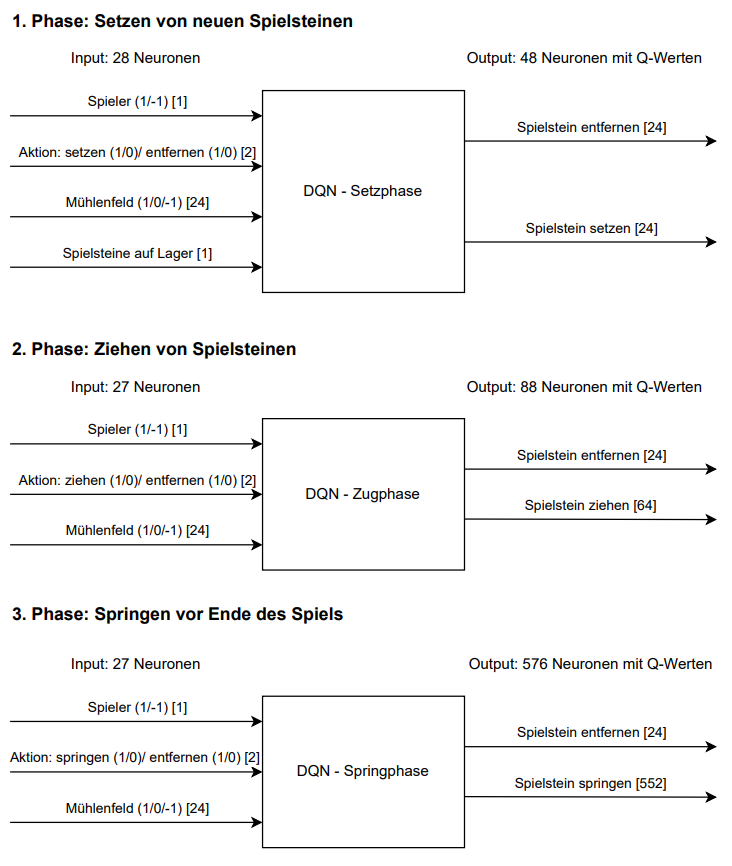 1. Phase: Setzen von neuen Spielsteinen
Input: 28 Neuronen
Output: 48 Neuronen mit Q-Werten
Spieler (1/-1) [1]
Aktion: setzen (1/0)/ entfernen (1/0) [2]
Mühlenfeld (1/0/-1) [24]
Spielsteine auf Lager [1]
DQN - Setzphase
Spielstein entfernen [24]
Spielstein setzen [24]
2. Phase: Ziehen von Spielsteinen
Input: 27 Neuronen
Output: 88 Neuronen mit Q-Werten
Spieler (1/-1) [1]
Aktion: ziehen (1/0)/ entfernen (1/0) [2]
Mühlenfeld (1/0/-1) [24]
DQN - Zugphase
Spielstein entfernen [24]
Spielstein ziehen [64]
3. Phase: Springen vor Ende des Spiels
Input: 27 Neuronen
Output: 576 Neuronen mit Q-Werten
Spieler (1/-1) [1]
Aktion: springen (1/0)/ entfernen (1/0) [2]
Mühlenfeld (1/0/-1) [24]
DQN - Springphase
Spielstein entfernen [24]
Spielstein springen [552]